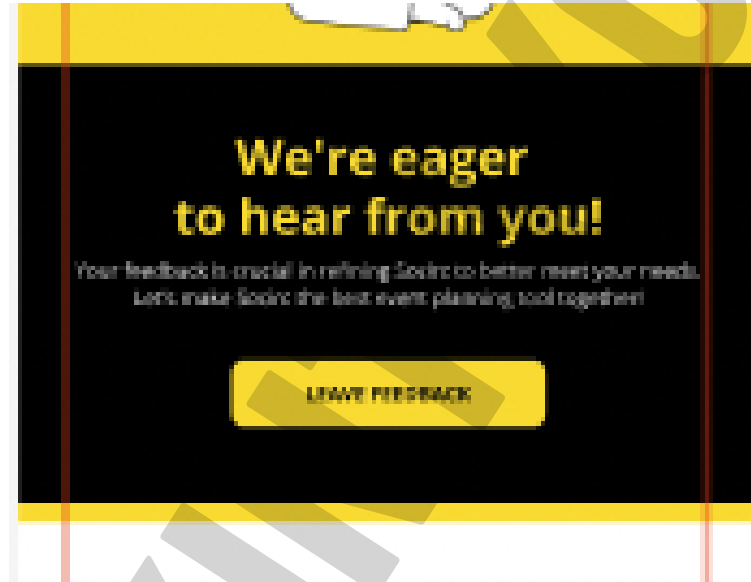 We're eager
to hear from you!
Your feedback is crucial in refining to better meet your needs.
Let's make the best event planning tool together!
LEAVE FEEDBACK